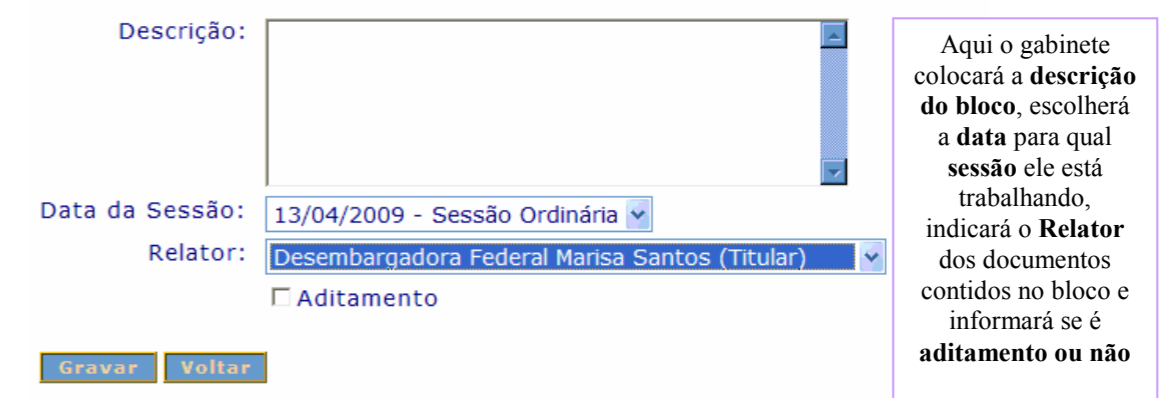 Descrição:
Data da Sessão:
13/04/2009 - Sessão Ordinária
Relator:
Desembargadora Federal Marisa Santos (Titular)
Aditamento
Gravar
Voltar
Aqui o gabinete
colocará a descrição
do bloco, escolherá
a data para qual
sessão ele está
trabalhando,
indicará o Relator
dos documentos
contidos no bloco e
informará se é
aditamento ou não